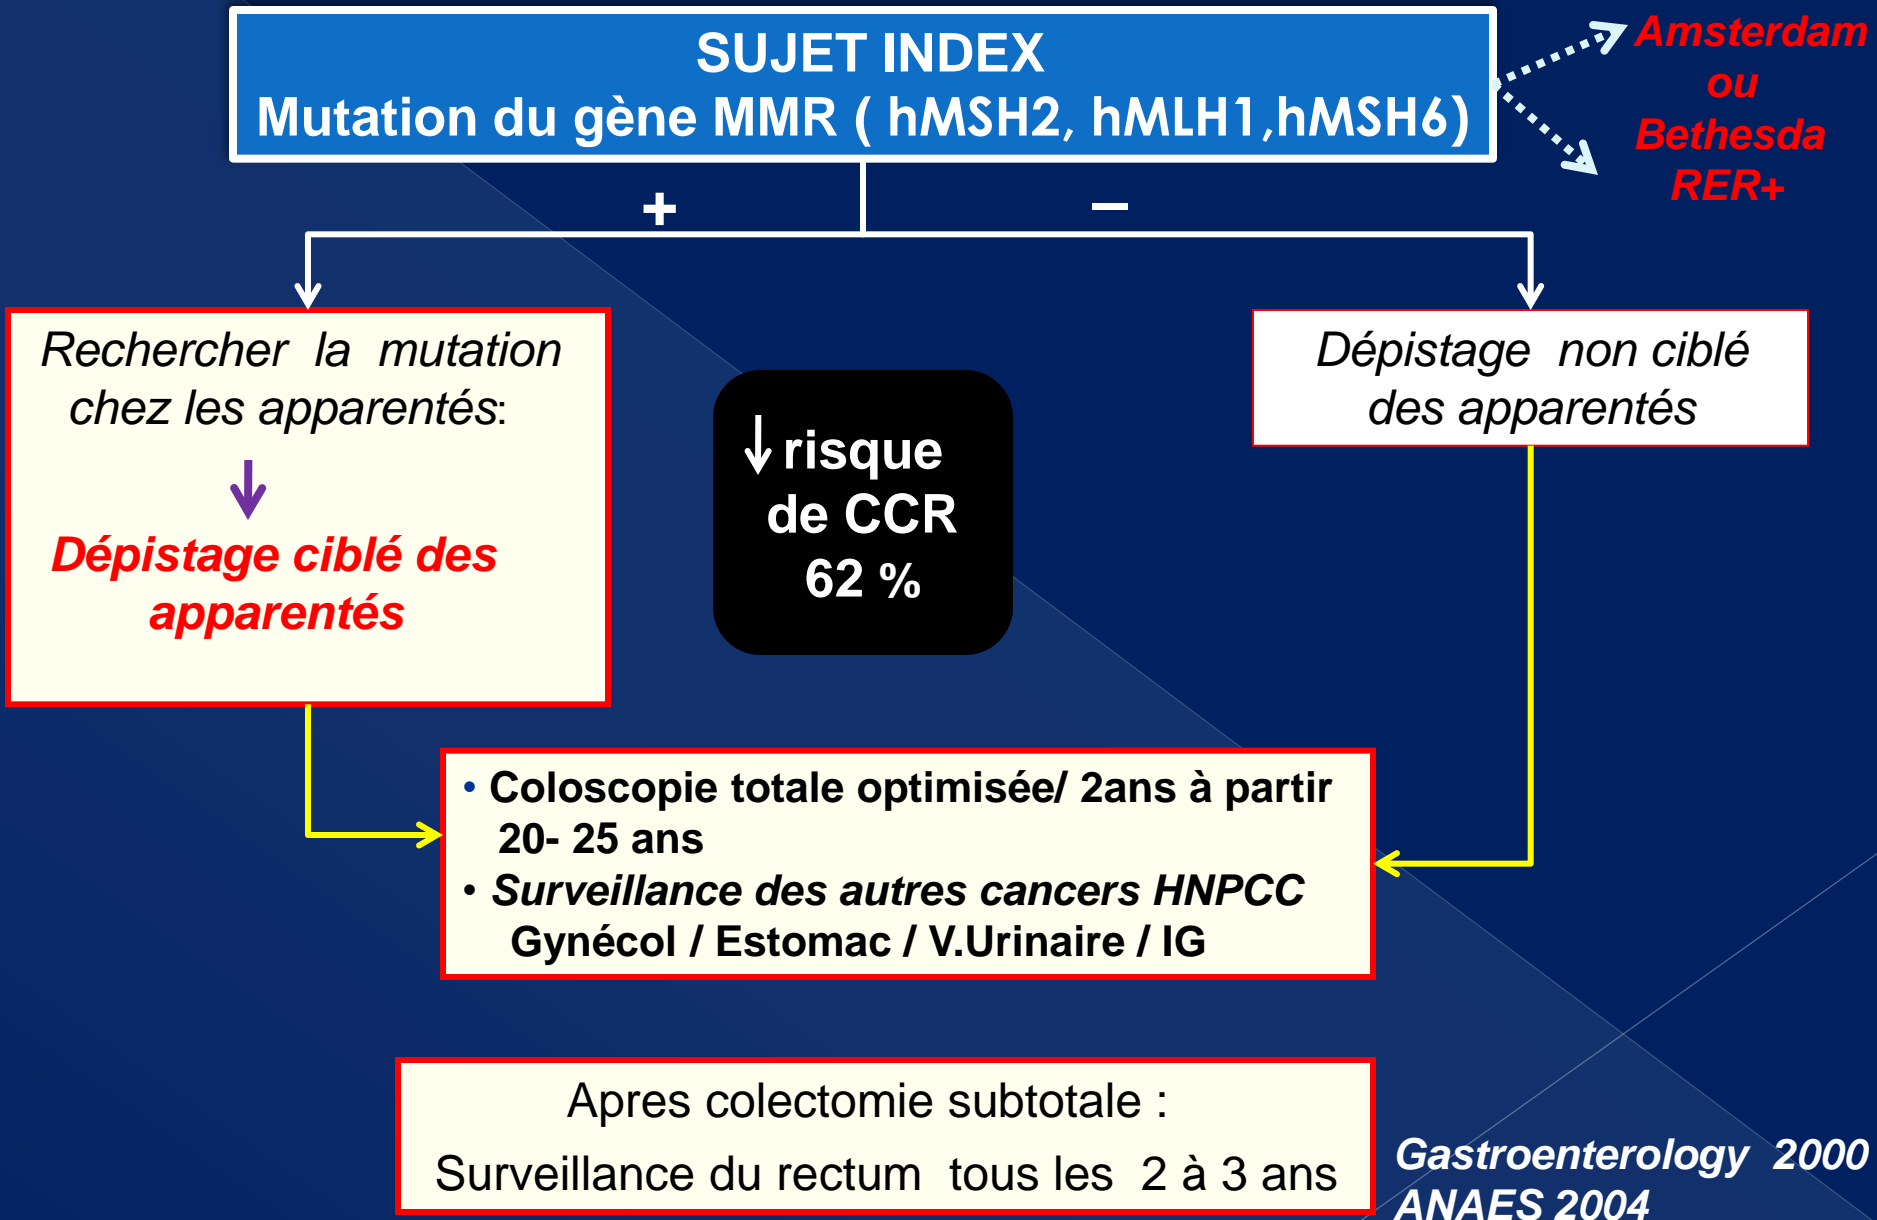 SUJET INDEX
Mutation du gène MMR ( hMSH2, hMLH1,hMSH6)
Amsterdam
ou
Bethesda
RER+
+
–
Rechercher la mutation
chez les apparentés:
Dépistage ciblé des
apparentés
↓ risque
de CCR
62 %
Dépistage non ciblé
des apparentés
• Coloscopie totale optimisée/ 2ans à partir
20- 25 ans
• Surveillance des autres cancers HNPCC
Gynécol / Estomac / V.Urinaire / IG
Apres colectomie subtotale :
Surveillance du rectum tous les 2 à 3 ans
Gastroenterology 2000
ANAES 2004